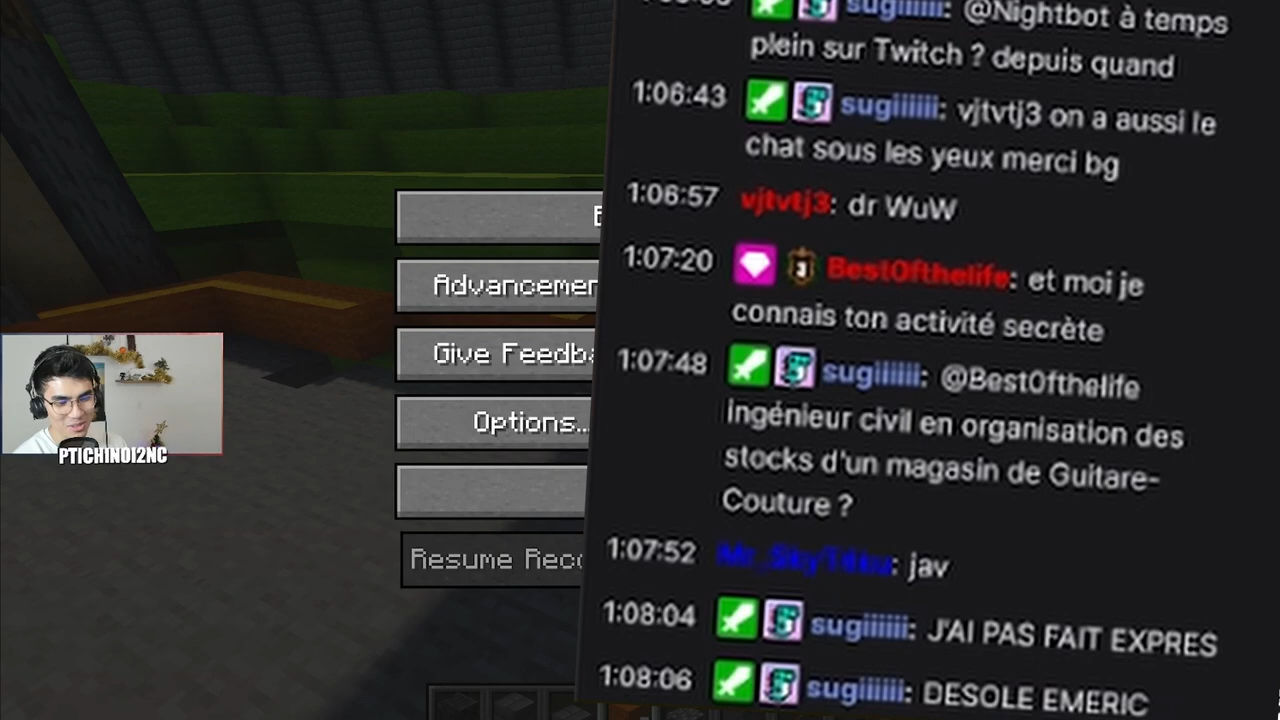 Advancemen
Give Feedba
Options...
Resume Reco
PTICHINOI2NC
sugiiiiii: @Nightbot à temps
plein sur Twitch ? depuis quand
1:06:43 sugiiiiii: vjtvtj3 on a aussi le
chat sous les yeux merci bg
1:06:57 vjtvtj3: dr WuW
1:07:20 3 BestOfthelife: et moi je
connais ton activité secrète
1:07:48 sugiiiiii: @BestOfthelife
ingénieur civil en organisation des
stocks d'un magasin de Guitare-
Couture ?
1:07:52 : jav
1:08:04 sugiiiiii: J'AI PAS FAIT EXPRES
1:08:06 sugiiiiii: DESOLE EMERIC